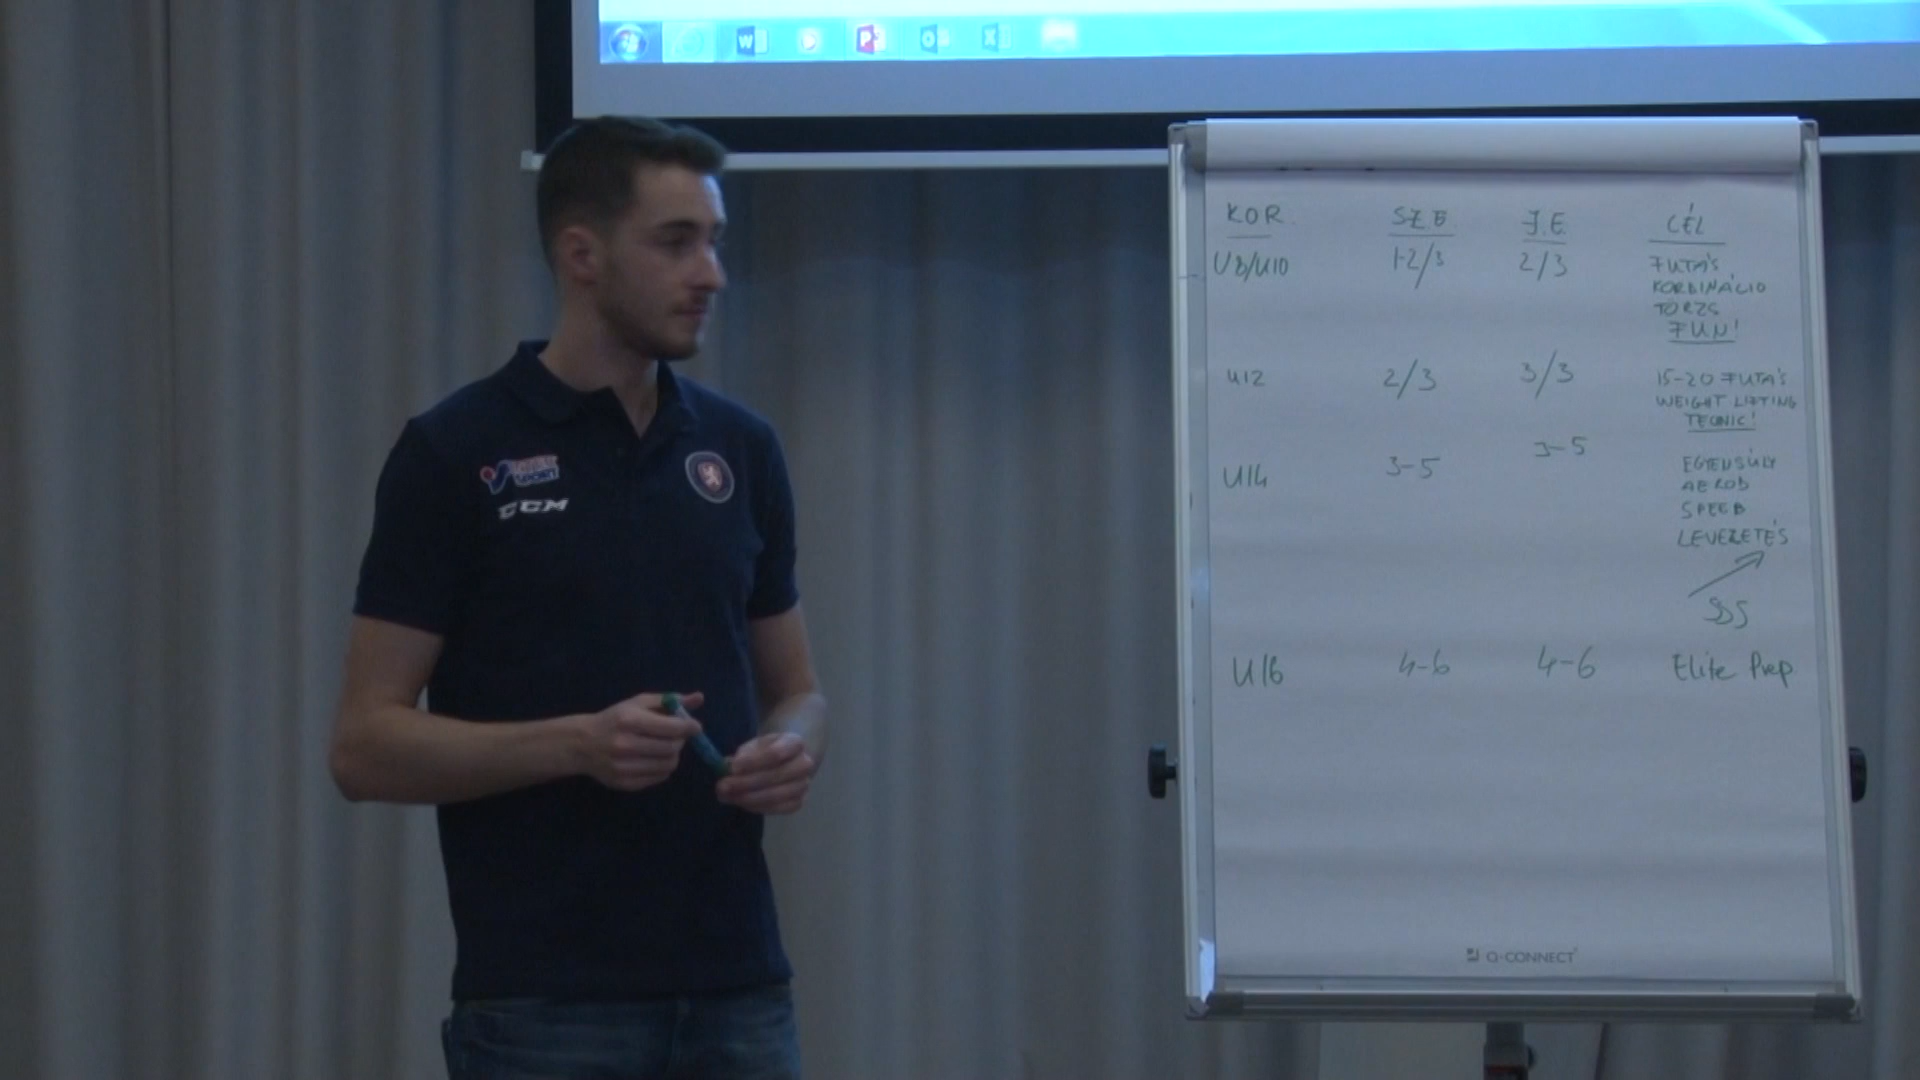 KOR. SZE J.E. CÉL
U8/U10 1-2/3 2/3 FUTÁS
KORDINÁCIO
TÖRZS
FUN!
U12 2/3 3/3 15-20 FUTÁS
WEIGHT LIFTING
TECNIC!
U14 3-5 3-5 EGYENSÚLY
AEROB
SPEED
LEVEZETÉS
U16 4-6 4-6 Elite Prep
SPORT
CCM
Q-CONNECT